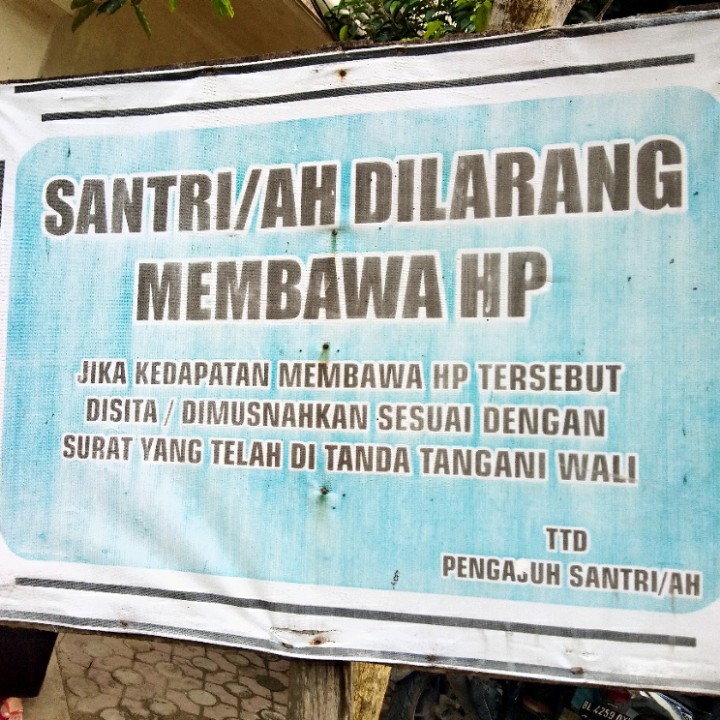 SANTRI/AH DILARANG
MEMBAWA HP
JIKA KEDAPATAN MEMBAWA HP TERSEBUT
DISITA / DIMUSNAHKAN SESUAI DENGAN
SURAT YANG TELAH DI TANDA TANGANI WALI
TTD
PENGASUH SANTRI/AH